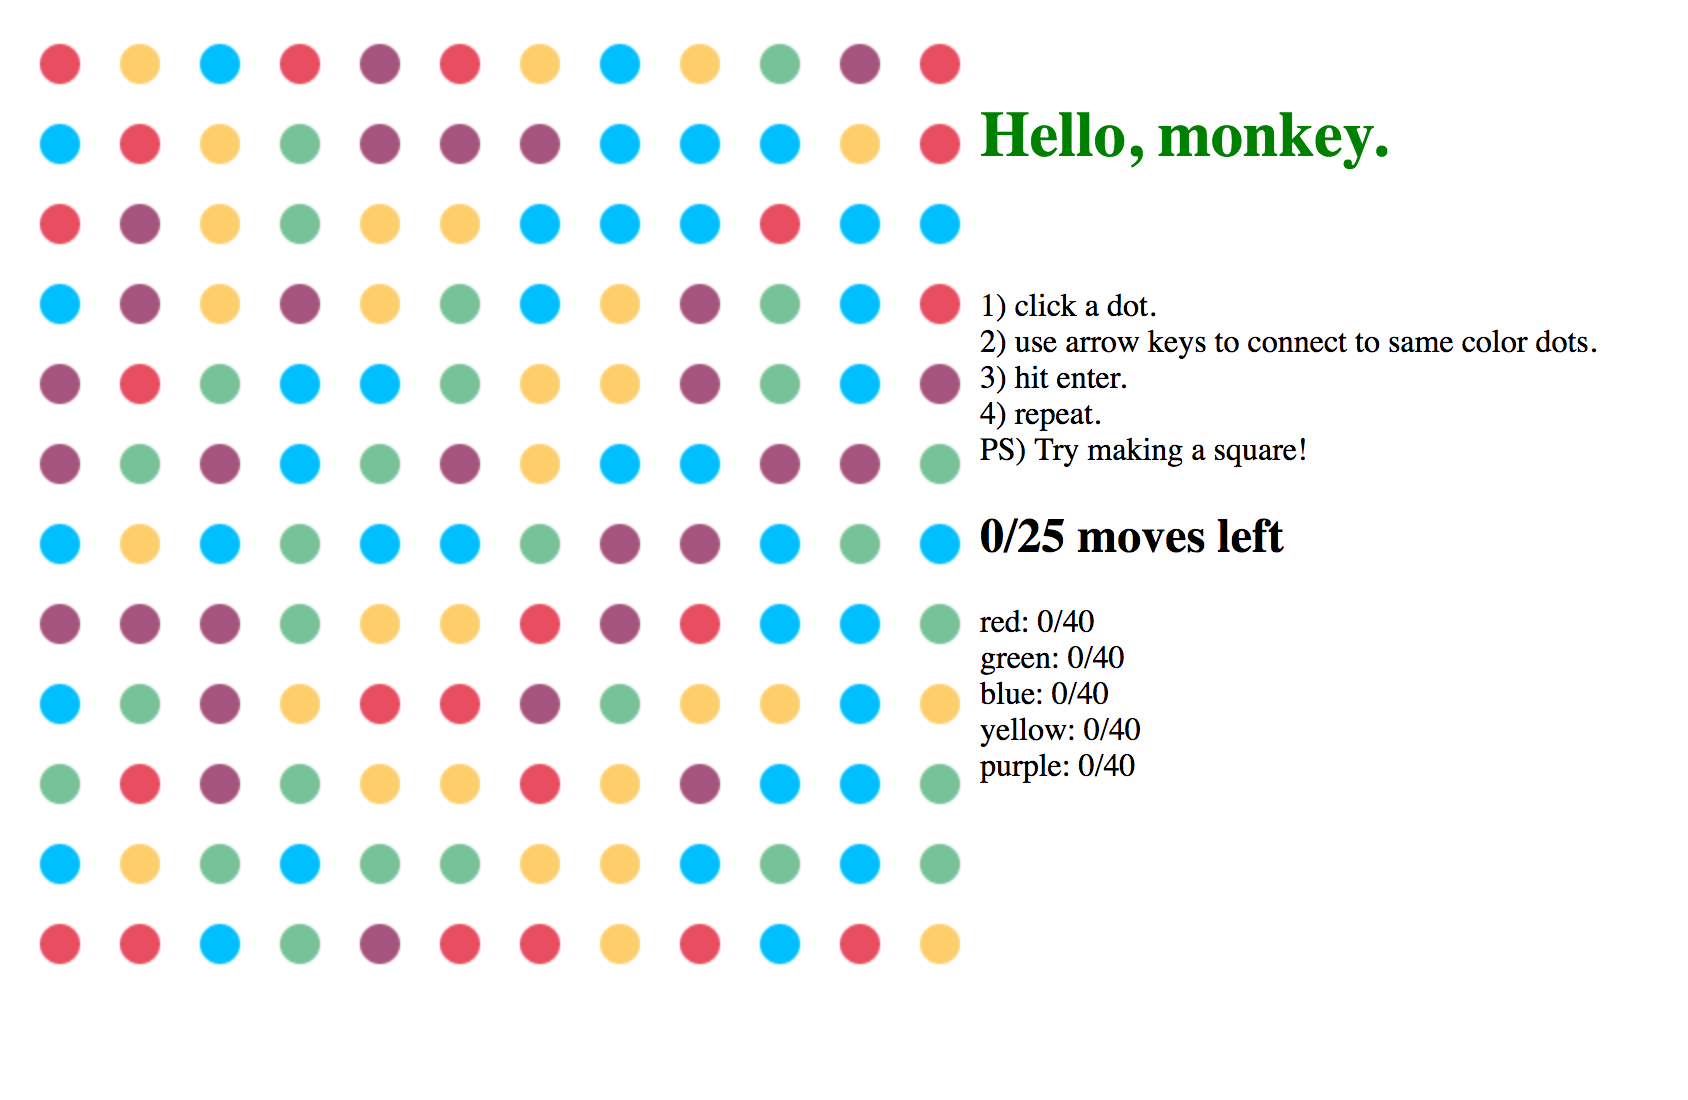 Hello, monkey.
1) click a dot.
2) use arrow keys to connect to same color dots.
3) hit enter.
4) repeat.
PS) Try making a square!
0/25 moves left
red: 0/40
green: 0/40
blue: 0/40
yellow: 0/40
purple: 0/40